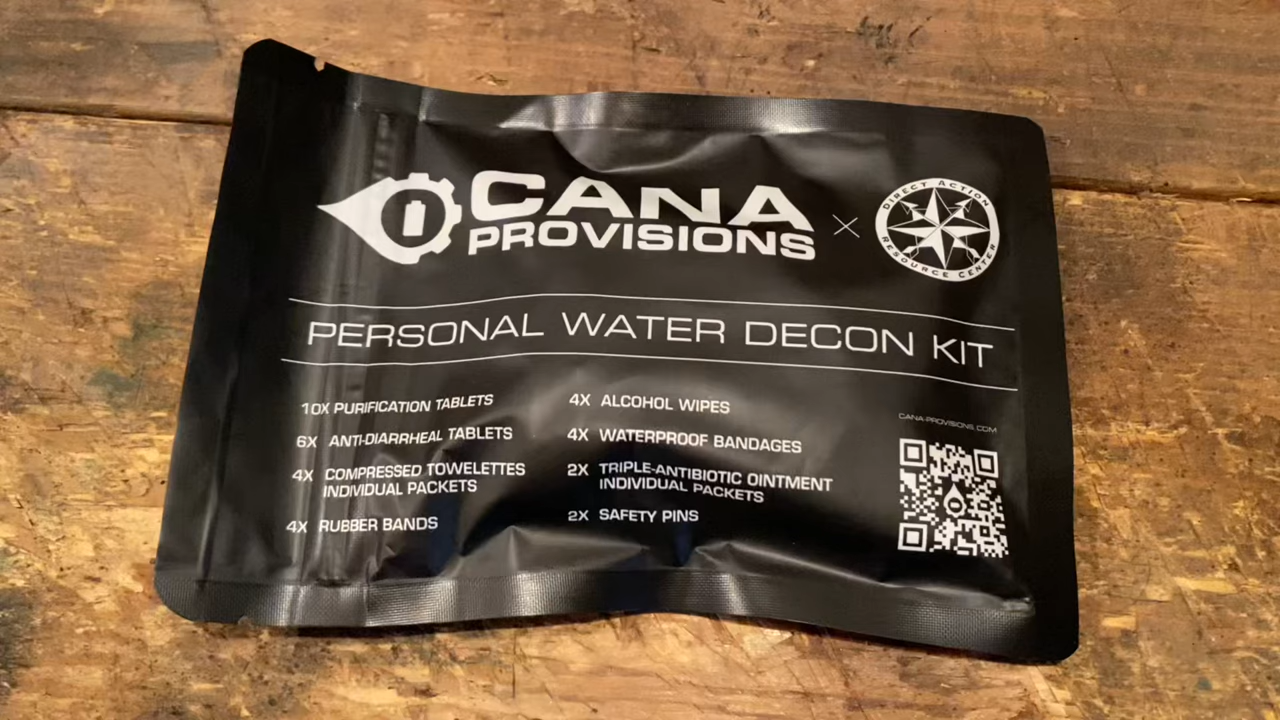 CANA
PROVISIONS
X
DIRECT ACTION
RESOURCE CENTER
PERSONAL WATER DECON KIT
10X PURIFICATION TABLETS
6X ANTI-DIARRHEAL TABLETS
4X COMPRESSED TOWELETTES
INDIVIDUAL PACKETS
4X RUBBER BANDS
4X ALCOHOL WIPES
4X WATERPROOF BANDAGES
2X TRIPLE-ANTIBIOTIC OINTMENT
INDIVIDUAL PACKETS
2X SAFETY PINS
CANA-PROVISIONS.COM